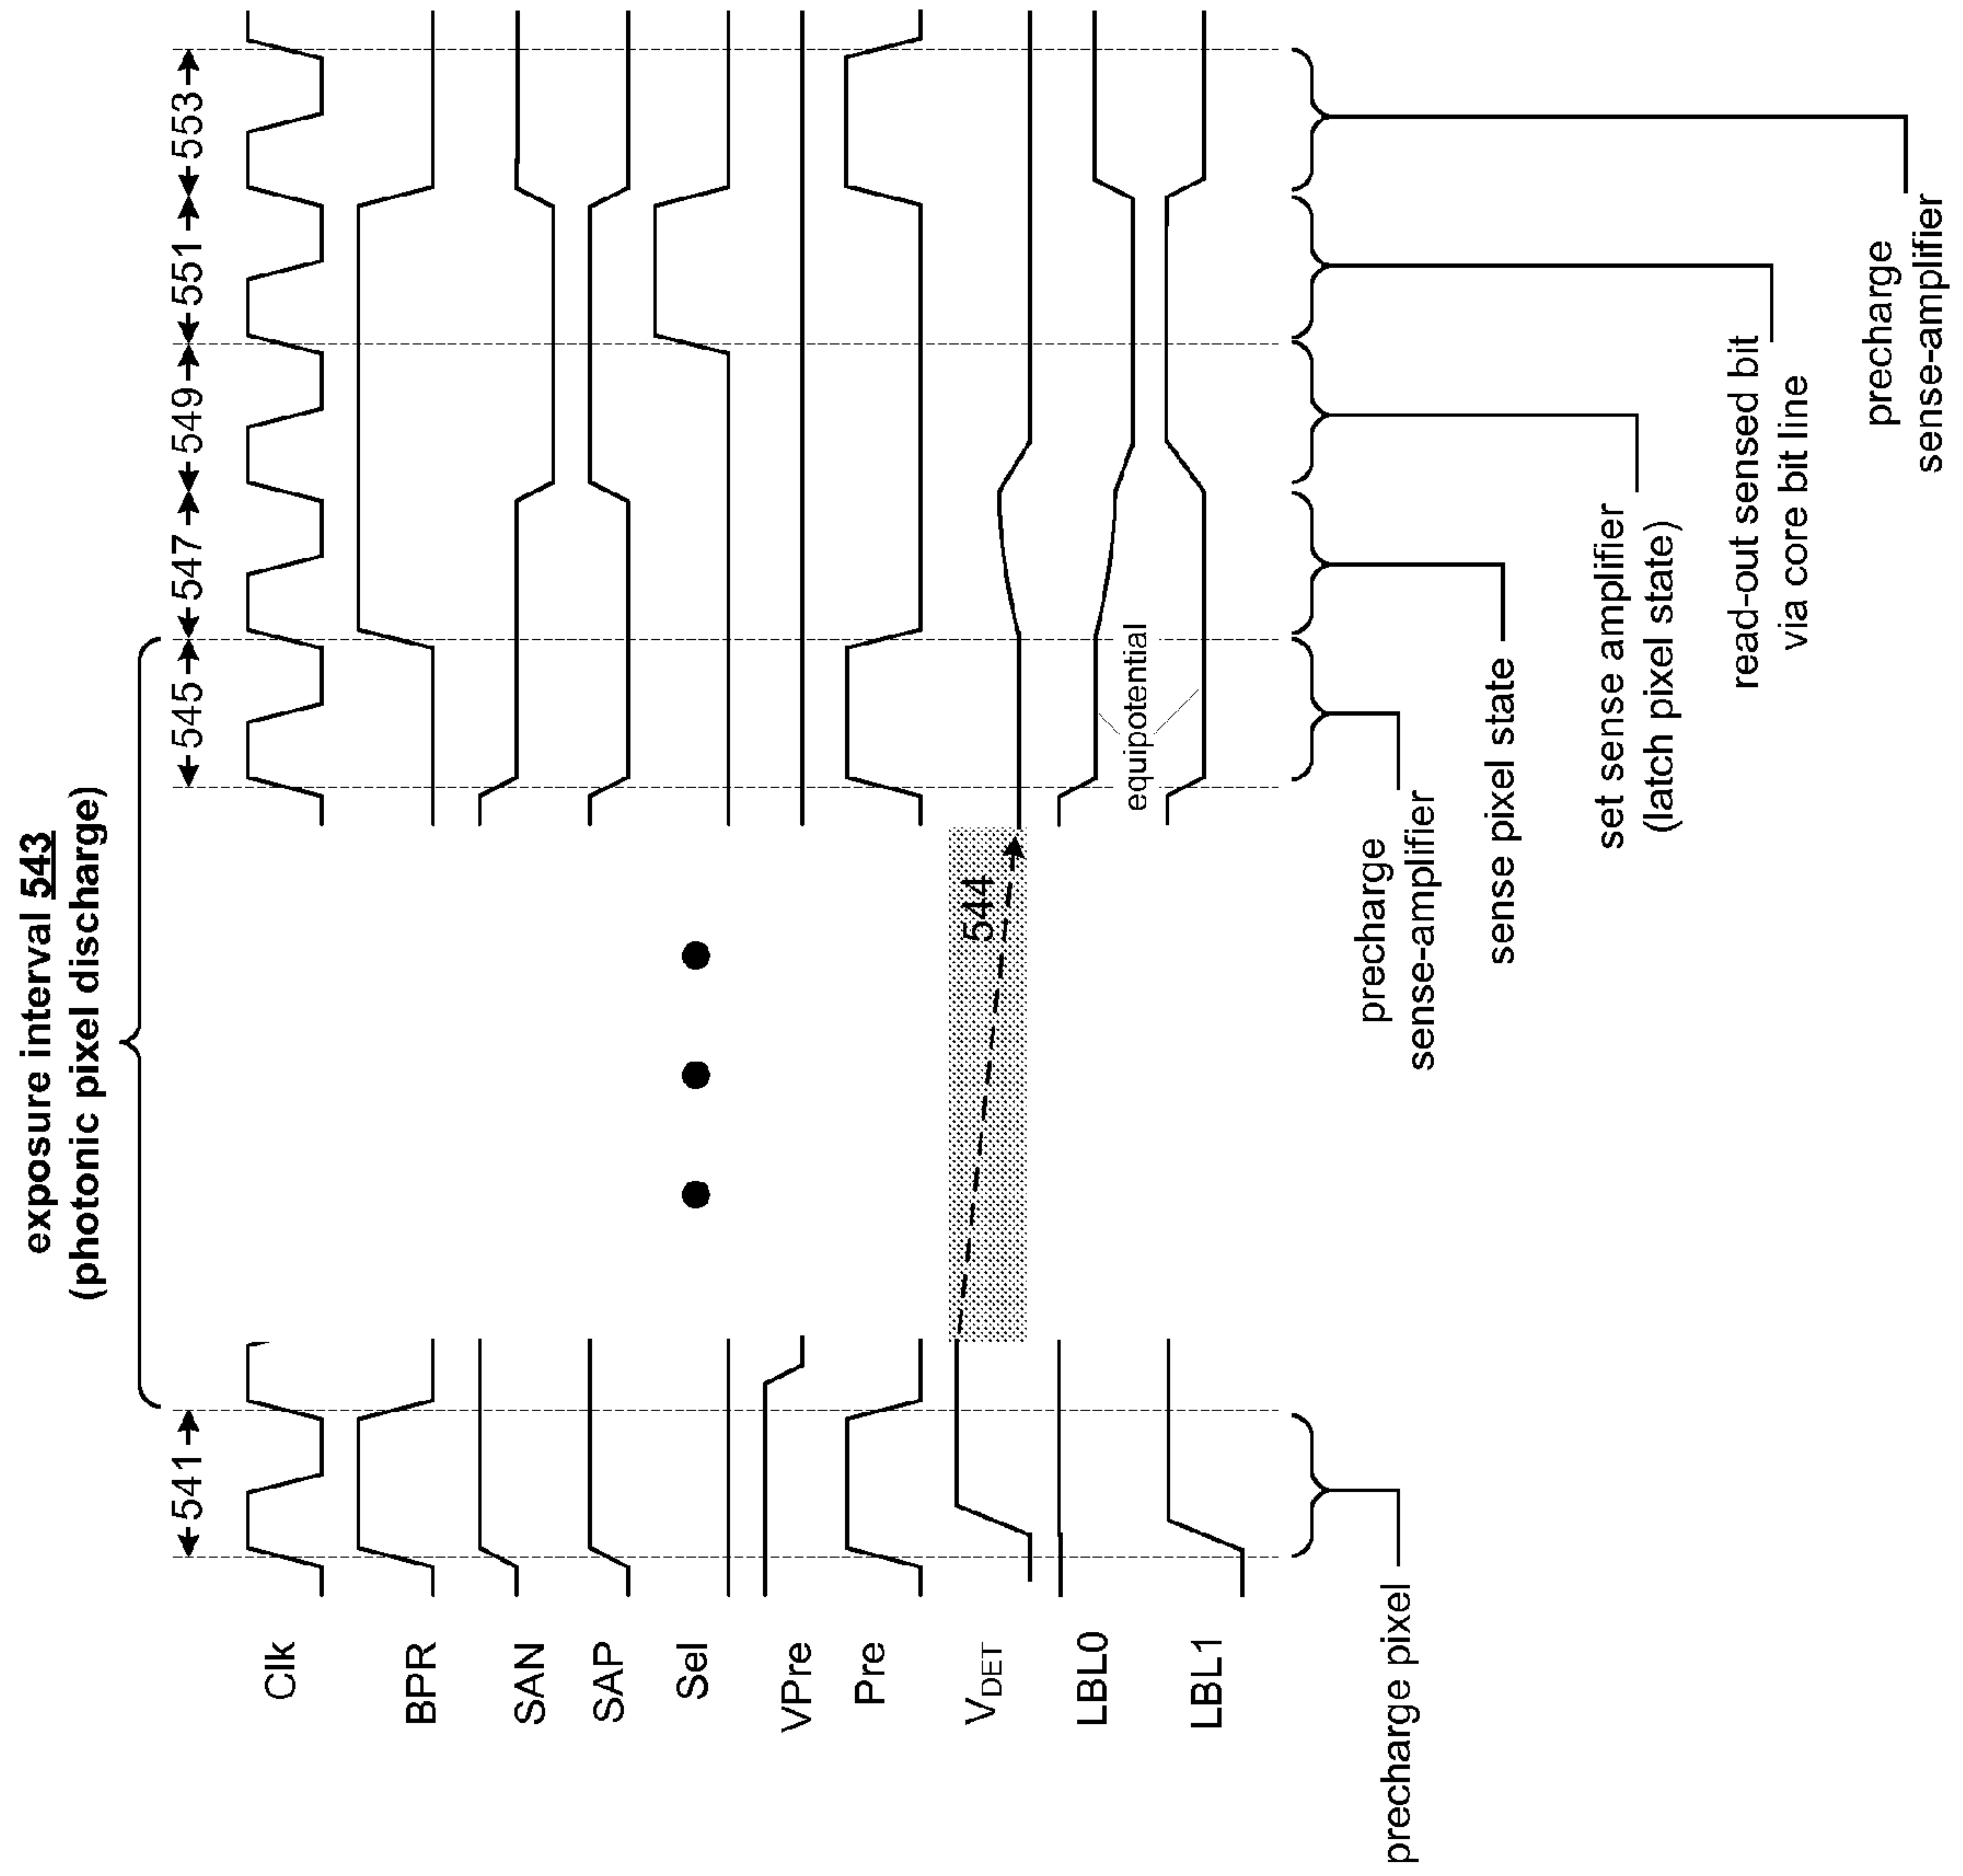 exposure interval 543
(photonic pixel discharge)
541
545
547
549
551
553
Clk
BPR
SAN
SAP
Sel
VPre
Pre
VDET
544
LBL0
equipotential
LBL1
precharge pixel
precharge
sense-amplifier
sense pixel state
set sense amplifier
(latch pixel state)
read-out sensed bit
via core bit line
precharge
sense-amplifier